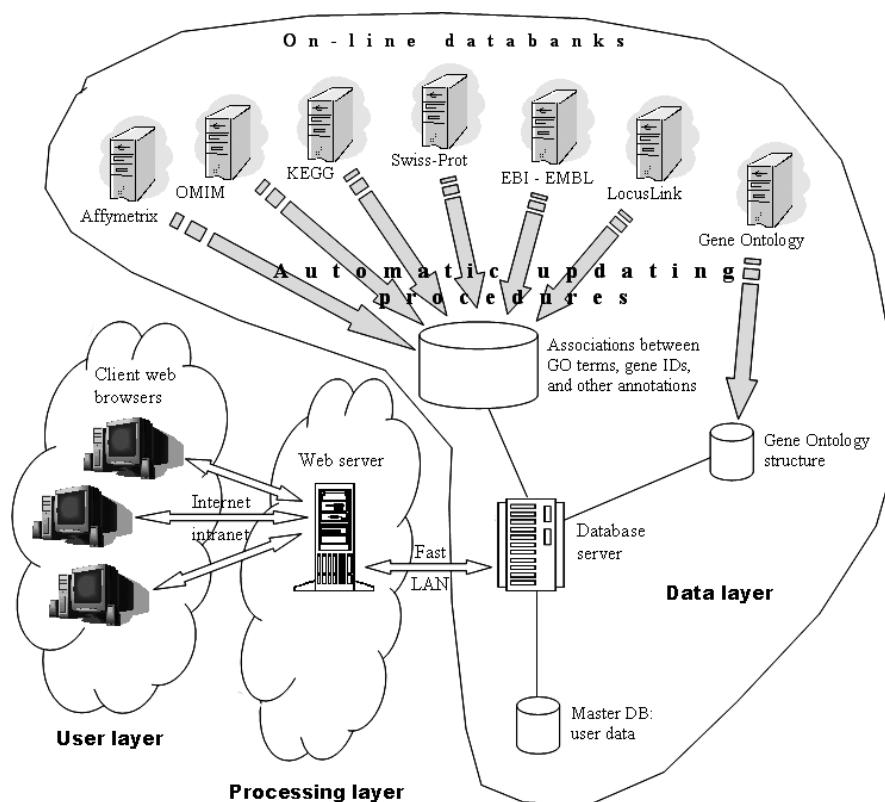 On-line databanks
Affymetrix
OMIM
KEGG
Swiss-Prot
EBI - EMBL
LocusLink
Gene Ontology
Automatic updating
procedures
Associations between
GO terms, gene IDs,
and other annotations
Gene Ontology
structure
Client web
browsers
Internet
intranet
Web server
Fast
LAN
Database
server
Data layer
Master DB:
user data
User layer
Processing layer